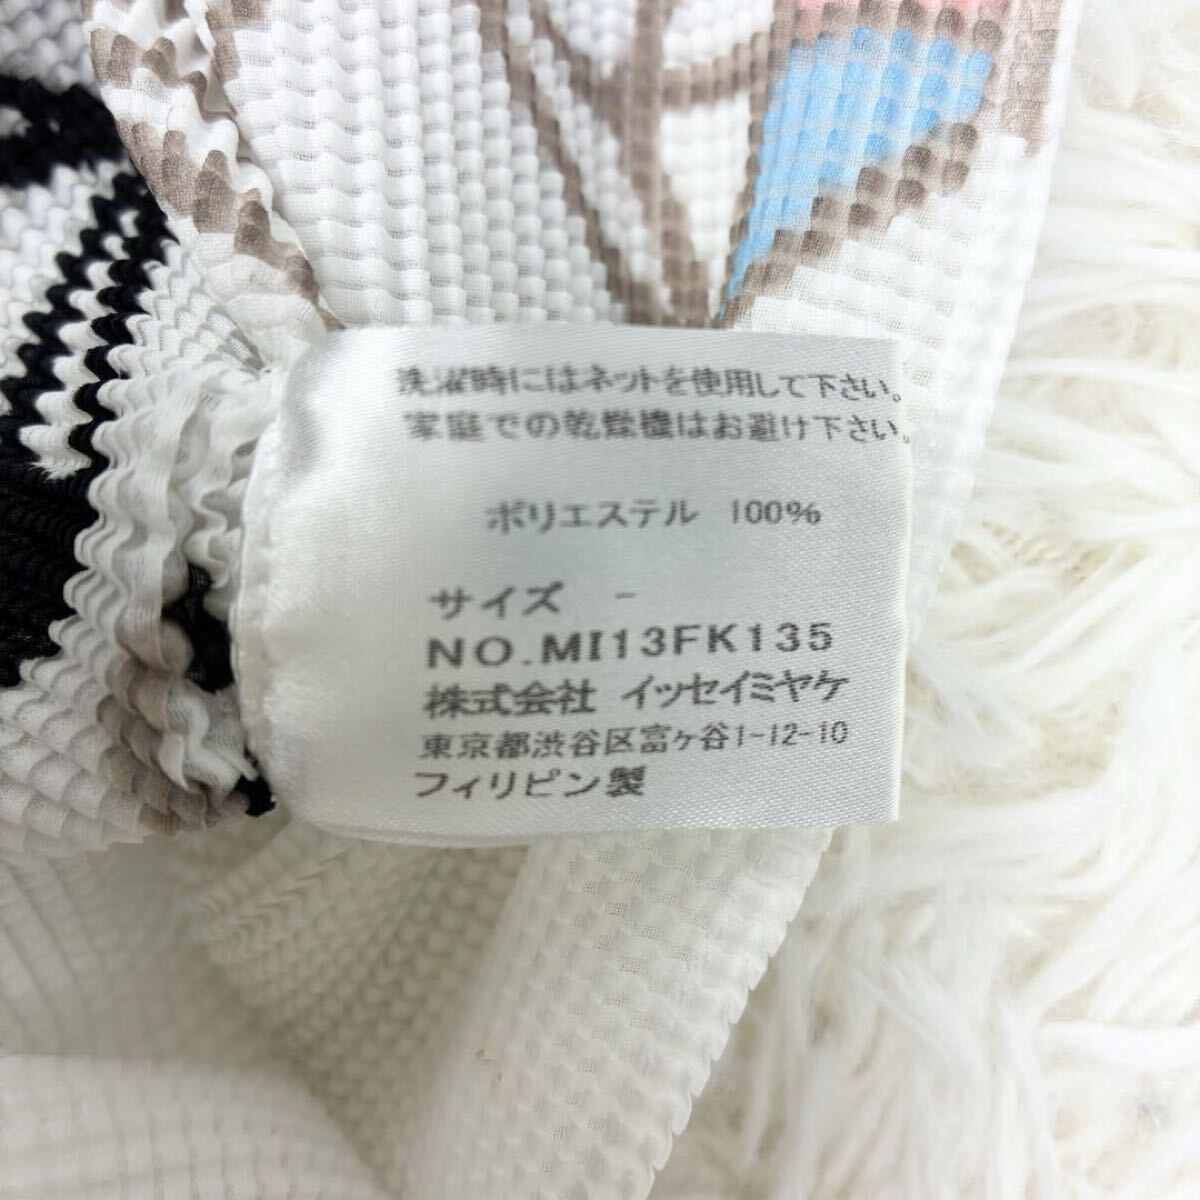 洗濯時にはネットを使用して下さい。
家庭での乾燥機はお避け下さい。
ポリエステル 100%
サイズ -
NO.MI13FK135
株式会社 イッセイミヤケ
東京都渋谷区富ヶ谷1-12-10
フィリピン製